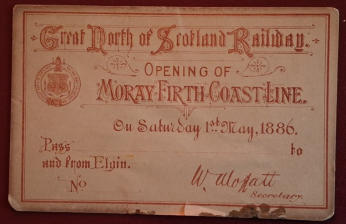 Great North of Scotland Railway.
OPENING OF
MORAY-FIRTH-COAST-LINE.
On Saturday 1st May, 1886.
Pass to
and from Elgin.
No
W. Moffatt
Secretary.